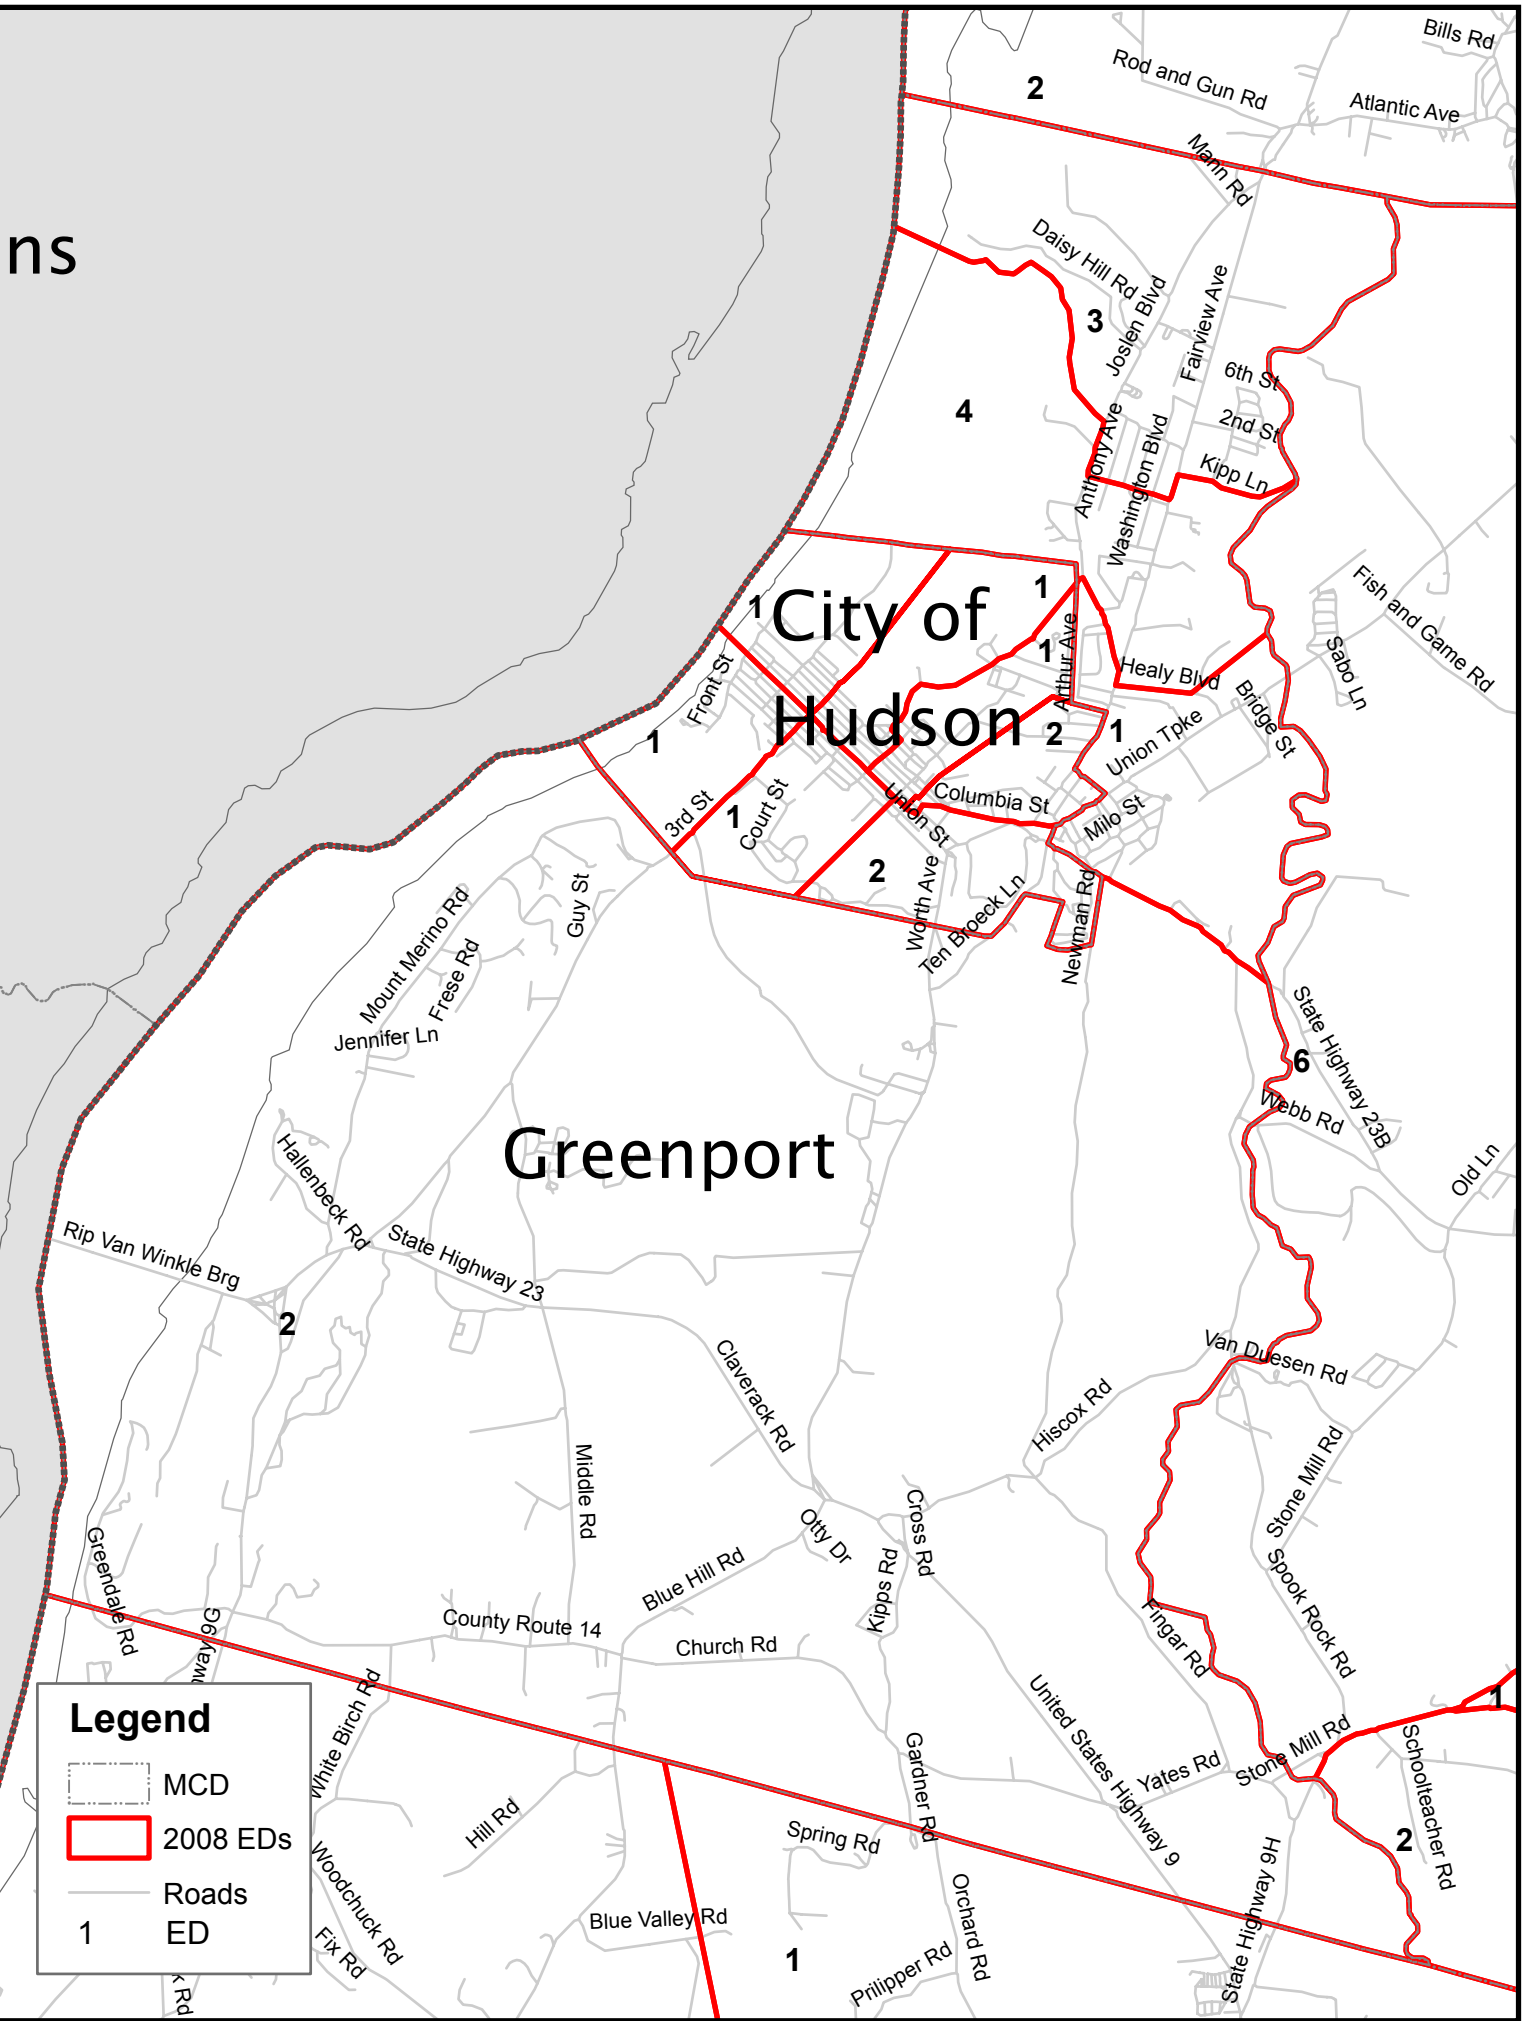 Bills Rd
Rod and Gun Rd
2
Atlantic Ave
Mann Rd
ns
Daisy Hill Rd
Joslen Blvd
Fairview Ave
3
6th St
4
2nd St
Anthony Ave
Washington Blvd
Kipp Ln
1
City of
1
Fish and Game Rd
1
Arthur Ave
Healy Blvd
Sabo Ln
Front St
Hudson
2
1
Union Tpke
Bridge St
1
3rd St
1
Court St
Union St
Columbia St
Milo St
2
Guy St
Worth Ave
Ten Broeck Ln
Newman Rd
Mount Merino Rd
Frese Rd
Jennifer Ln
State Highway 23B
6
Webb Rd
Greenport
Hallenbeck Rd
Old Ln
Rip Van Winkle Brg
State Highway 23
2
Van Duesen Rd
Claverack Rd
Hiscox Rd
Middle Rd
Stone Mill Rd
Cross Rd
Otty Dr
Greendale Rd
Blue Hill Rd
Kipps Rd
Spook Rock Rd
County Route 14
Church Rd
Fingar Rd
hway 9G
White Birch Rd
United States Highway 9
1
Gardner Rd
Yates Rd
Stone Mill Rd
Schoolteacher Rd
Hill Rd
Spring Rd
2
State Highway 9H
Woodchuck Rd
Fix Rd
Blue Valley Rd
Orchard Rd
1
Prilipper Rd
k Rd
Legend
MCD
2008 EDs
Roads
1 ED